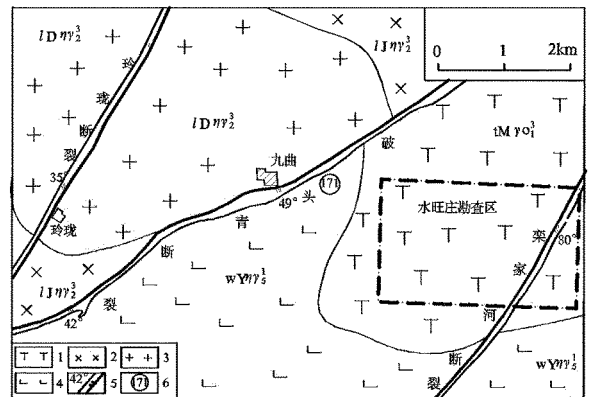 lDηγ₂³
lJηγ₂³
0 1 2km
玲珑断裂
lDηγ₂³
破头青断裂
tMγο₁³
35°
九曲
49°
171
水旺庄勘查区
玲珑
栾家河断裂
80°
lJηγ₂³
wYηγ₅¹
42°
wYηγ₅¹
1
2
3
4
42°
5
171
6